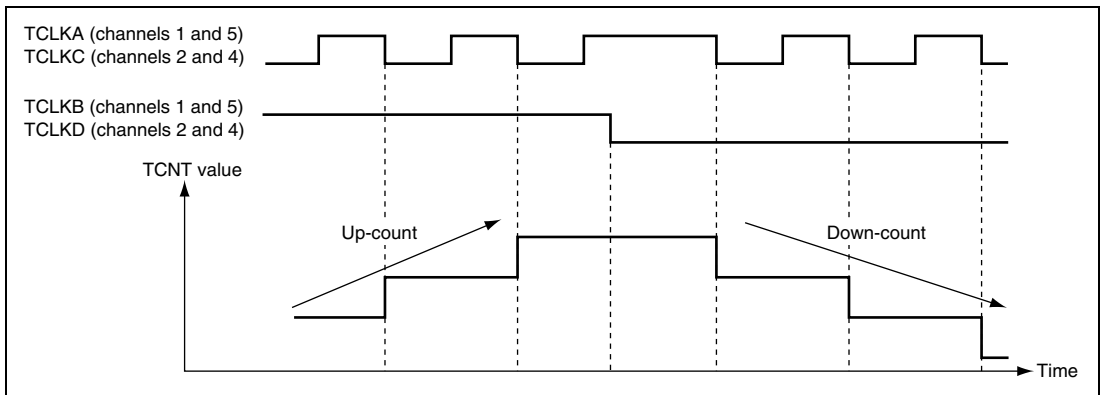 TCLKA (channels 1 and 5)
TCLKC (channels 2 and 4)
TCLKB (channels 1 and 5)
TCLKD (channels 2 and 4)
TCNT value
Up-count
Down-count
Time